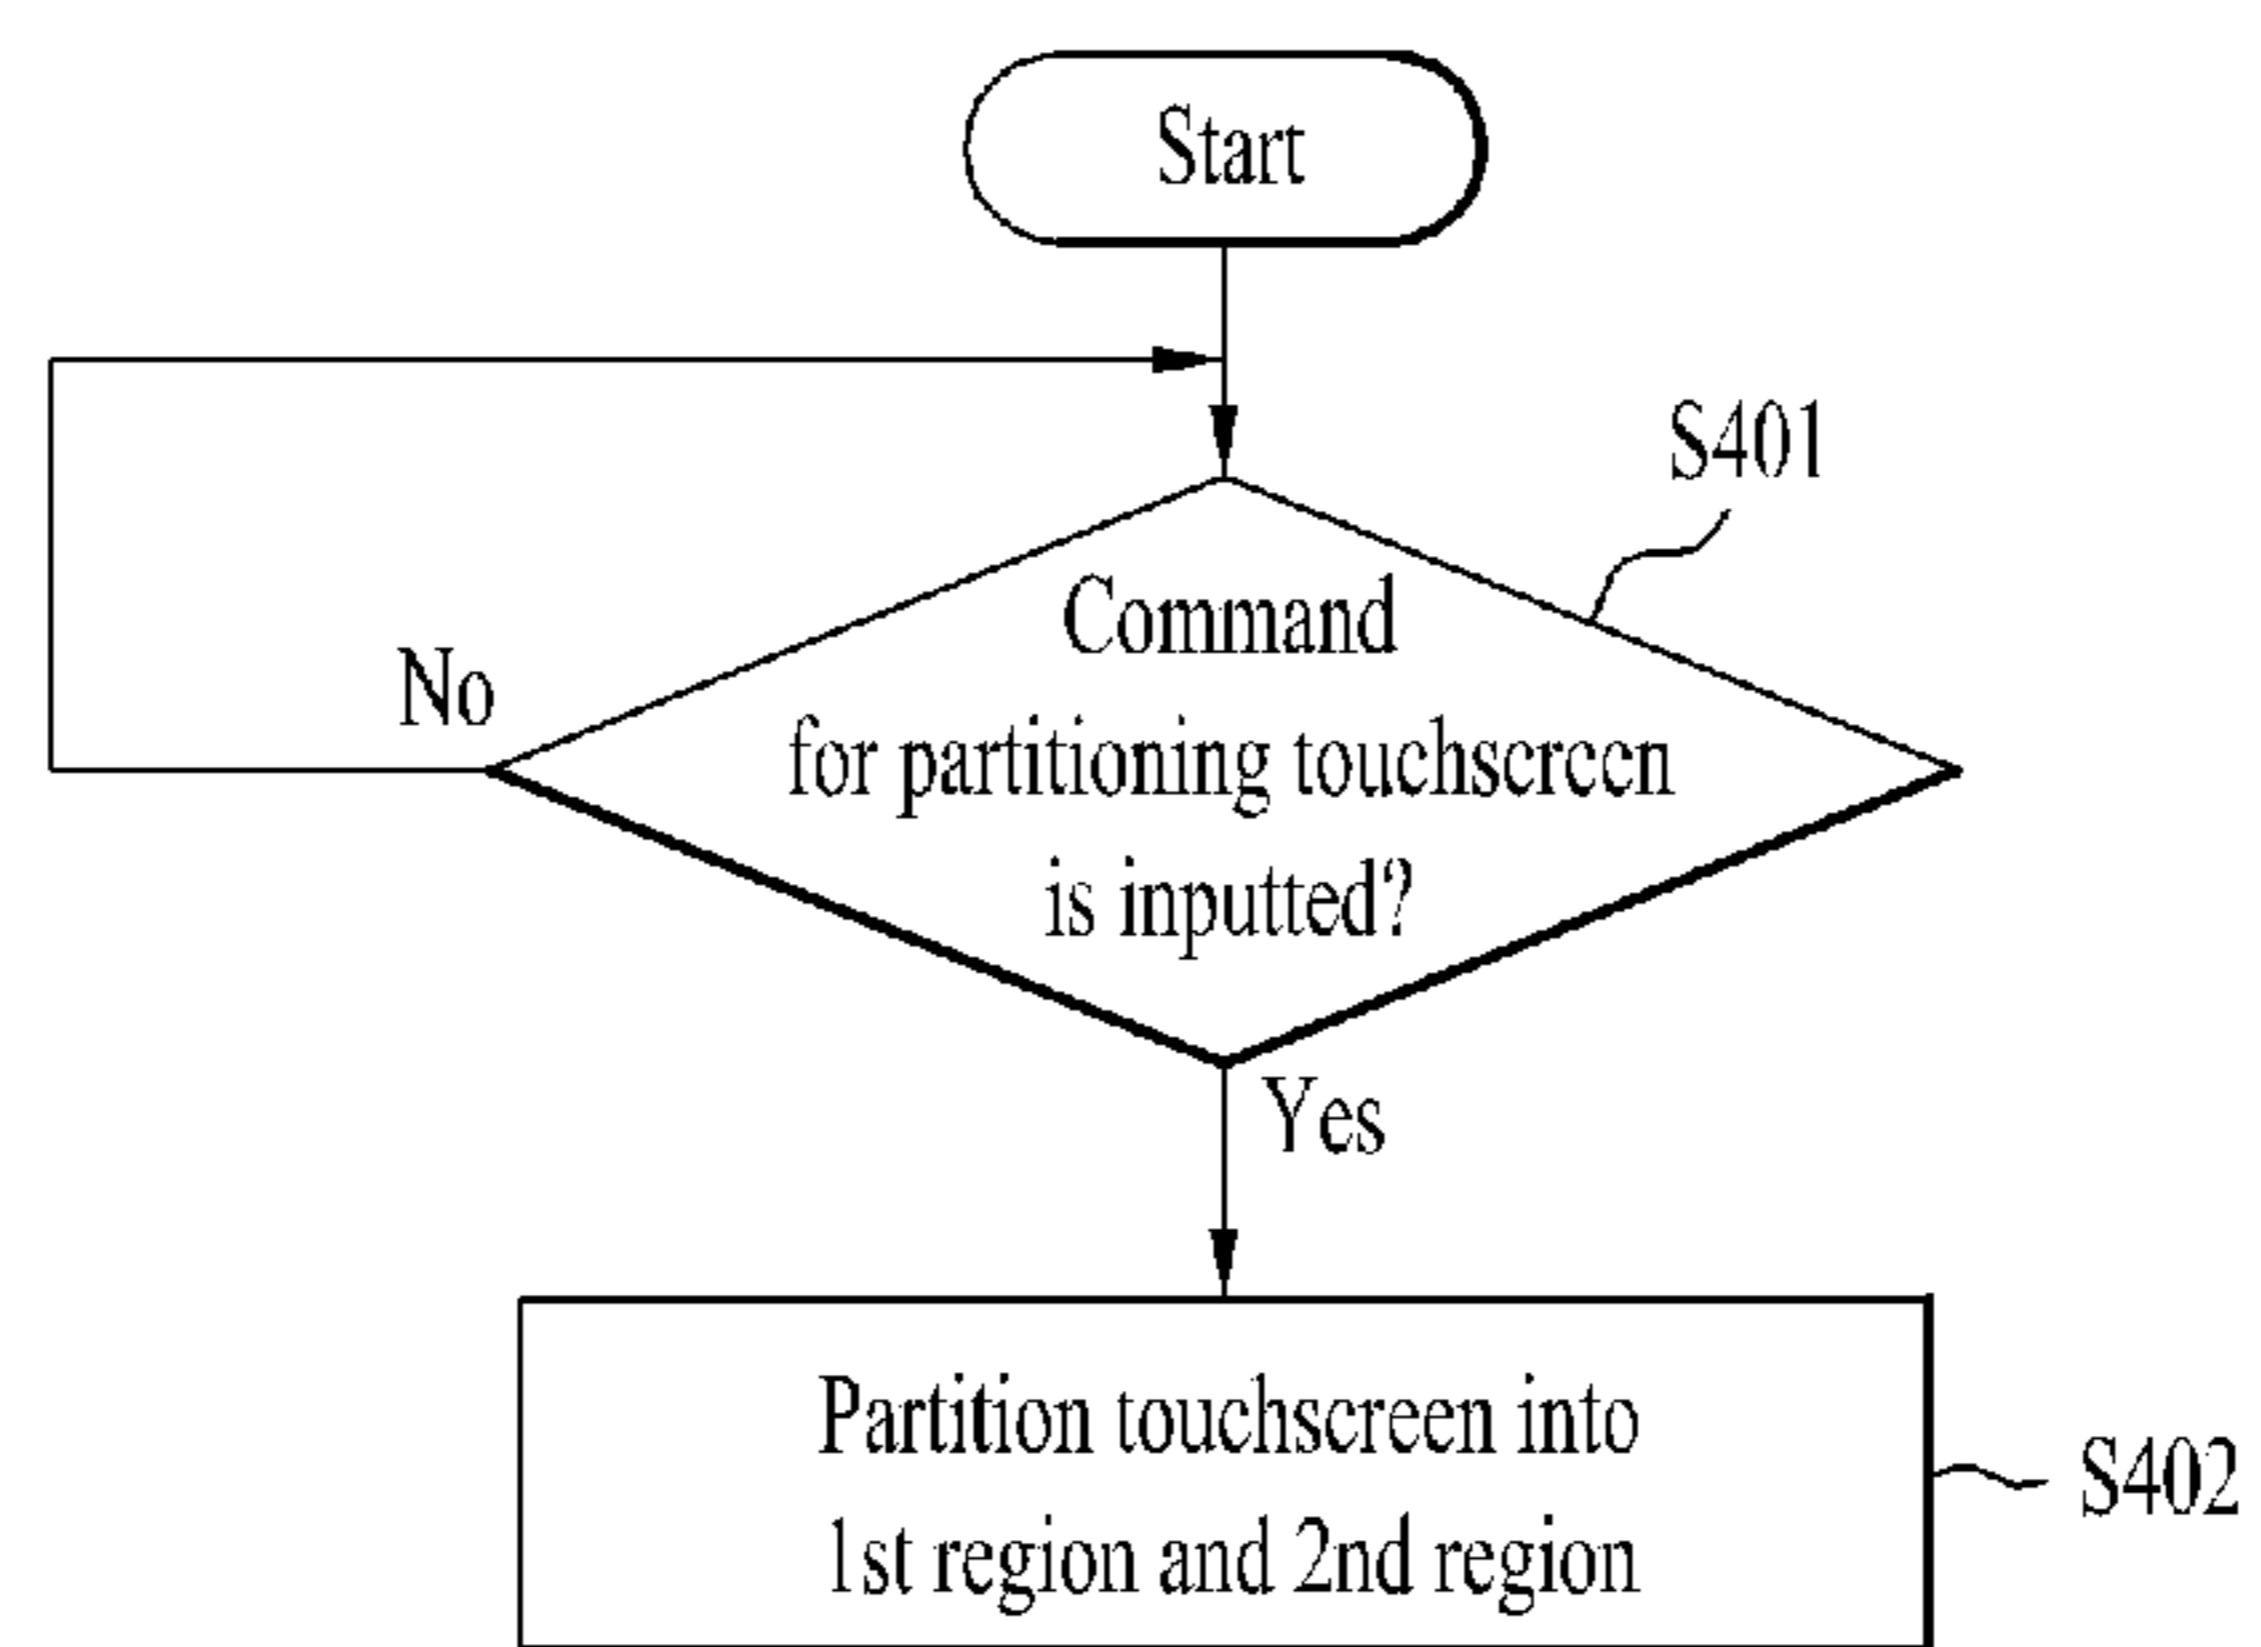 Start
S401
Command
for partitioning touchscreen
is inputted?
No
Yes
Partition touchscreen into
1st region and 2nd region
S402